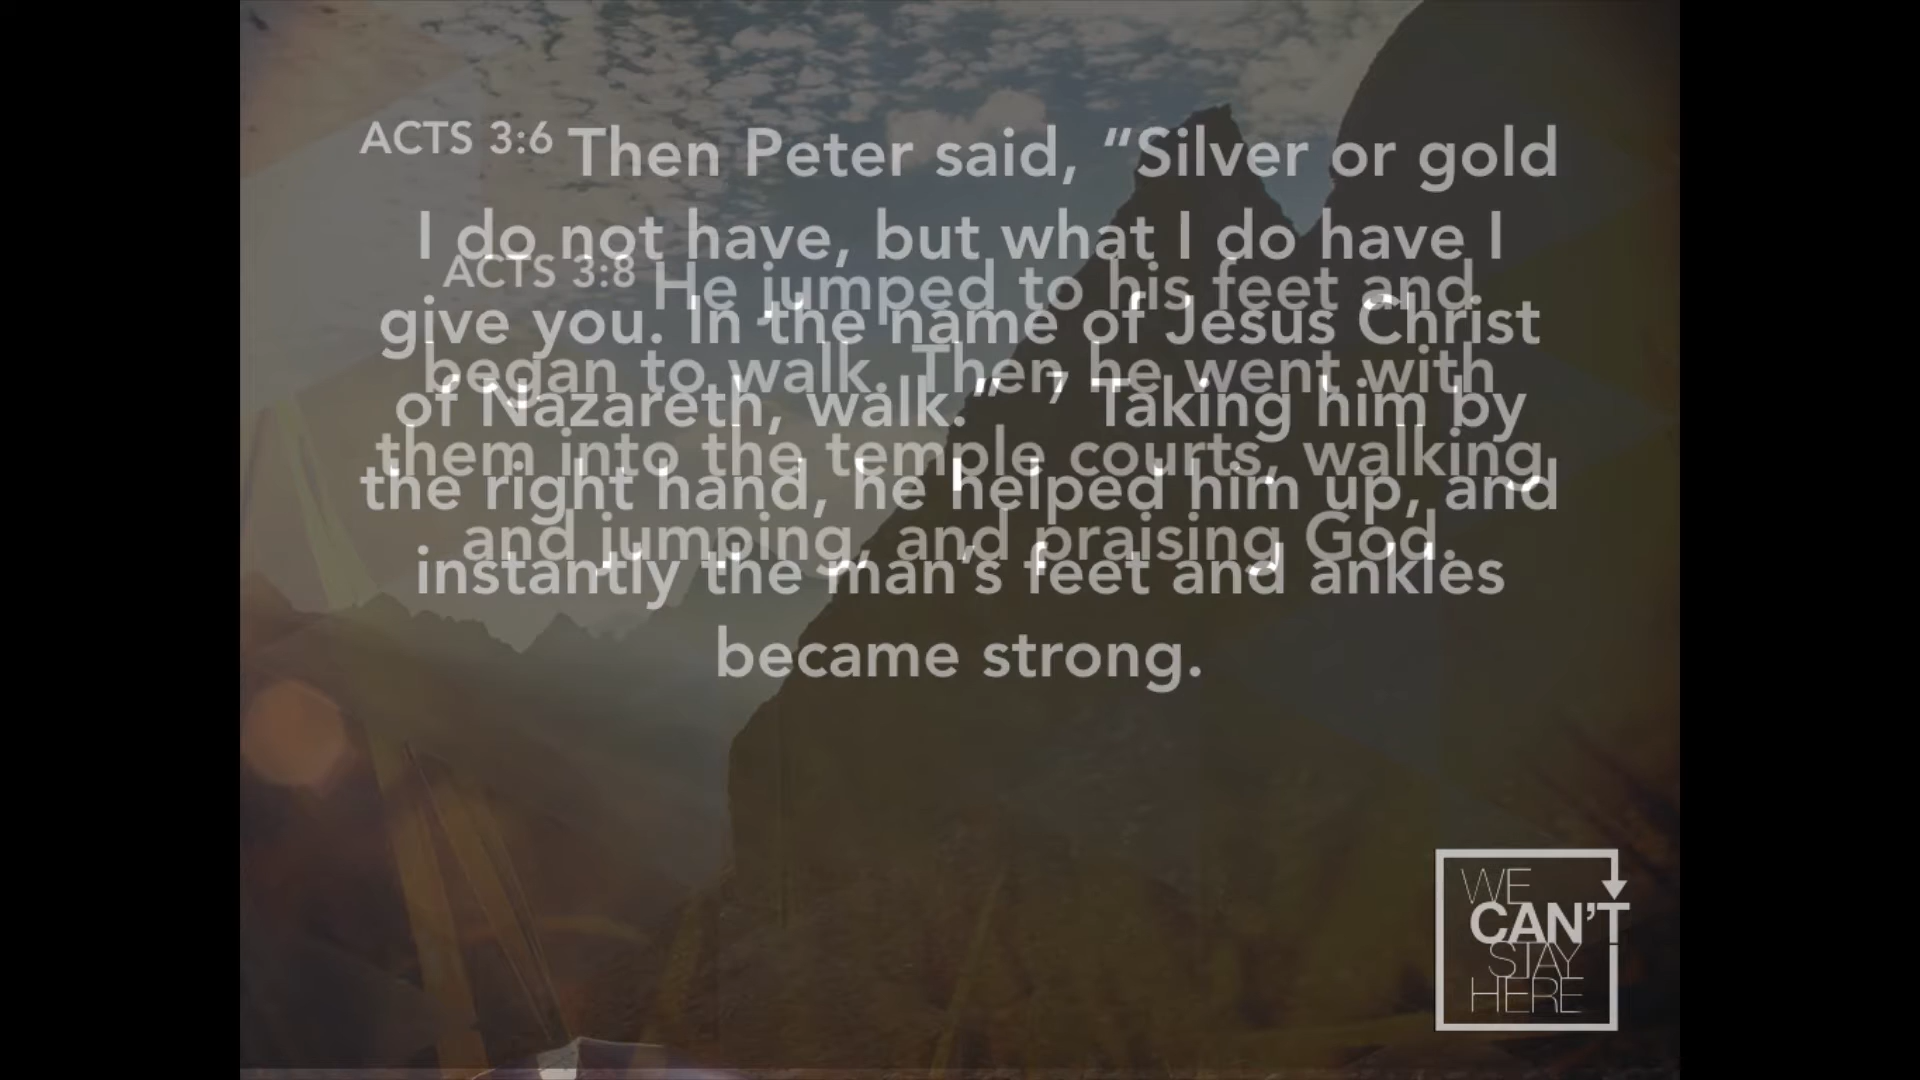 ACTS 3:6 Then Peter said, “Silver or gold
I do not have, but what I do have I
give you. In the name of Jesus Christ
of Nazareth, walk.” 7 Taking him by
the right hand, he helped him up, and
instantly the man’s feet and ankles
became strong.
ACTS 3:8 He jumped to his feet and
began to walk. Then he went with
them into the temple courts, walking
and jumping, and praising God.
WE
CAN’T
STAY
HERE